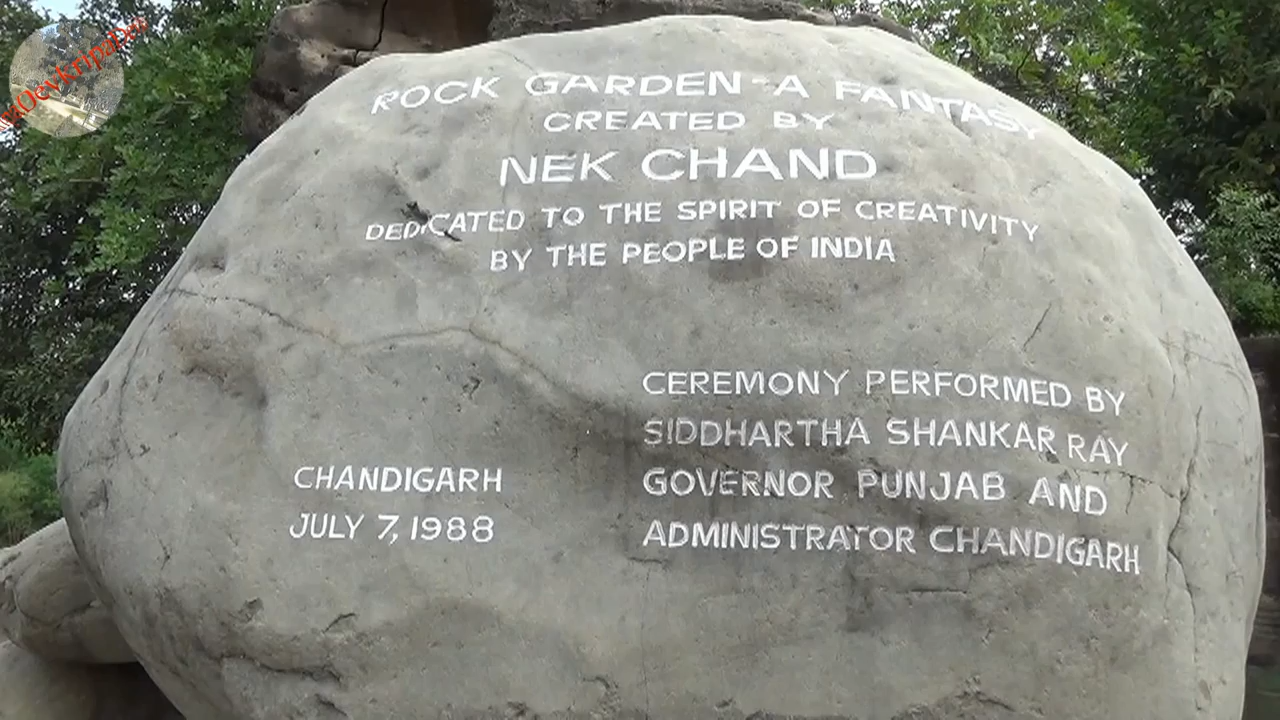 ROCK GARDEN-A FANTASY
CREATED BY
NEK CHAND
DEDICATED TO THE SPIRIT OF CREATIVITY
BY THE PEOPLE OF INDIA
CEREMONY PERFORMED BY
SIDDHARTHA SHANKAR RAY
GOVERNOR PUNJAB AND
ADMINISTRATOR CHANDIGARH
CHANDIGARH
JULY 7, 1988